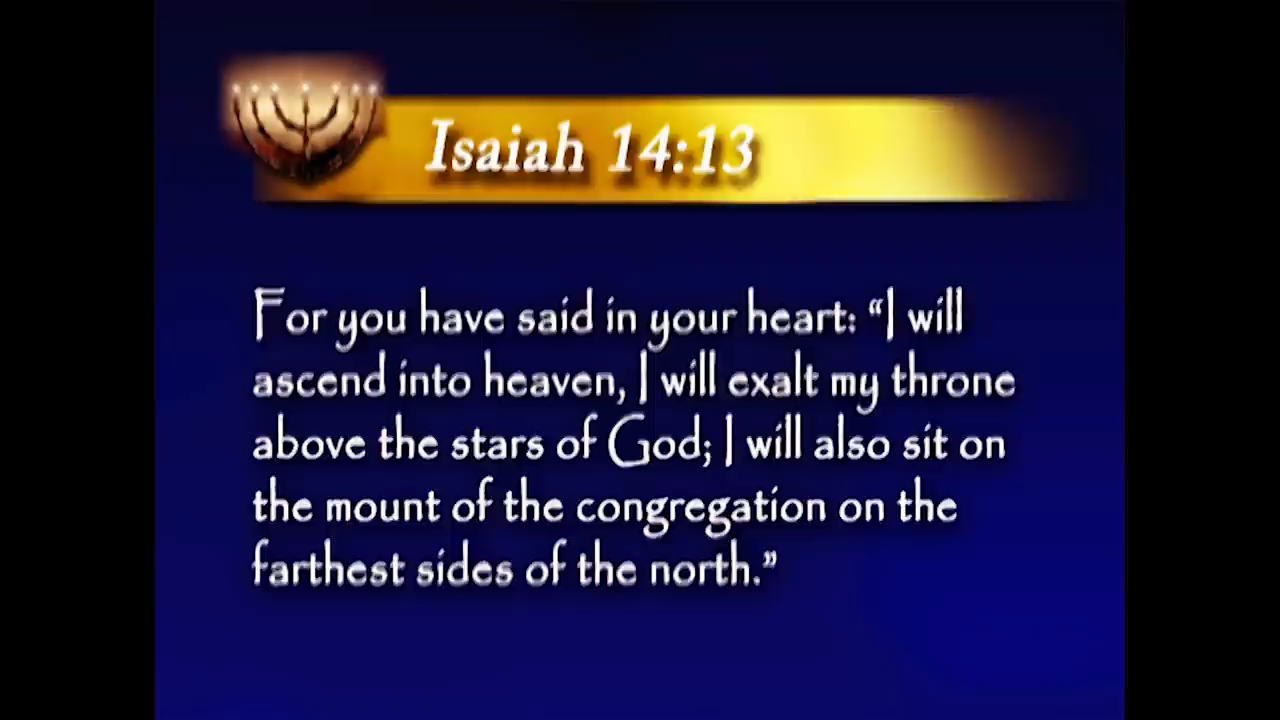 Isaiah 14:13
For you have said in your heart: “I will
ascend into heaven, I will exalt my throne
above the stars of God; I will also sit on
the mount of the congregation on the
farthest sides of the north.”